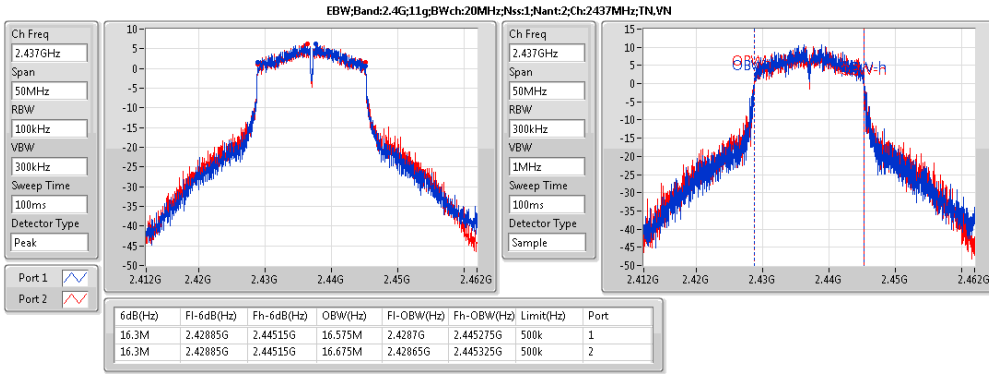 EBW;Band:2.4G;11g;BWch:20MHz;Nss:1;Nant:2;Ch:2437MHz;TN,VN
Ch Freq
2.437GHz
Span
50MHz
RBW
100kHz
VBW
300kHz
Sweep Time
100ms
Detector Type
Peak
Port 1
Port 2
10
5
0
-5
-10
-15
-20
-25
-30
-35
-40
-45
-50
2.412G 2.42G 2.43G 2.44G 2.45G 2.462G
Ch Freq
2.437GHz
Span
50MHz
RBW
300kHz
VBW
1MHz
Sweep Time
100ms
Detector Type
Sample
15
10
5
0
-5
-10
-15
-20
-25
-30
-35
-40
-45
-50
2.412G 2.42G 2.43G 2.44G 2.45G 2.462G
6dB(Hz) Fl-6dB(Hz) Fh-6dB(Hz) OBW(Hz) Fl-OBW(Hz) Fh-OBW(Hz) Limit(Hz) Port
16.3M 2.42885G 2.44515G 16.575M 2.4287G 2.445275G 500k 1
16.3M 2.42885G 2.44515G 16.675M 2.42865G 2.445325G 500k 2